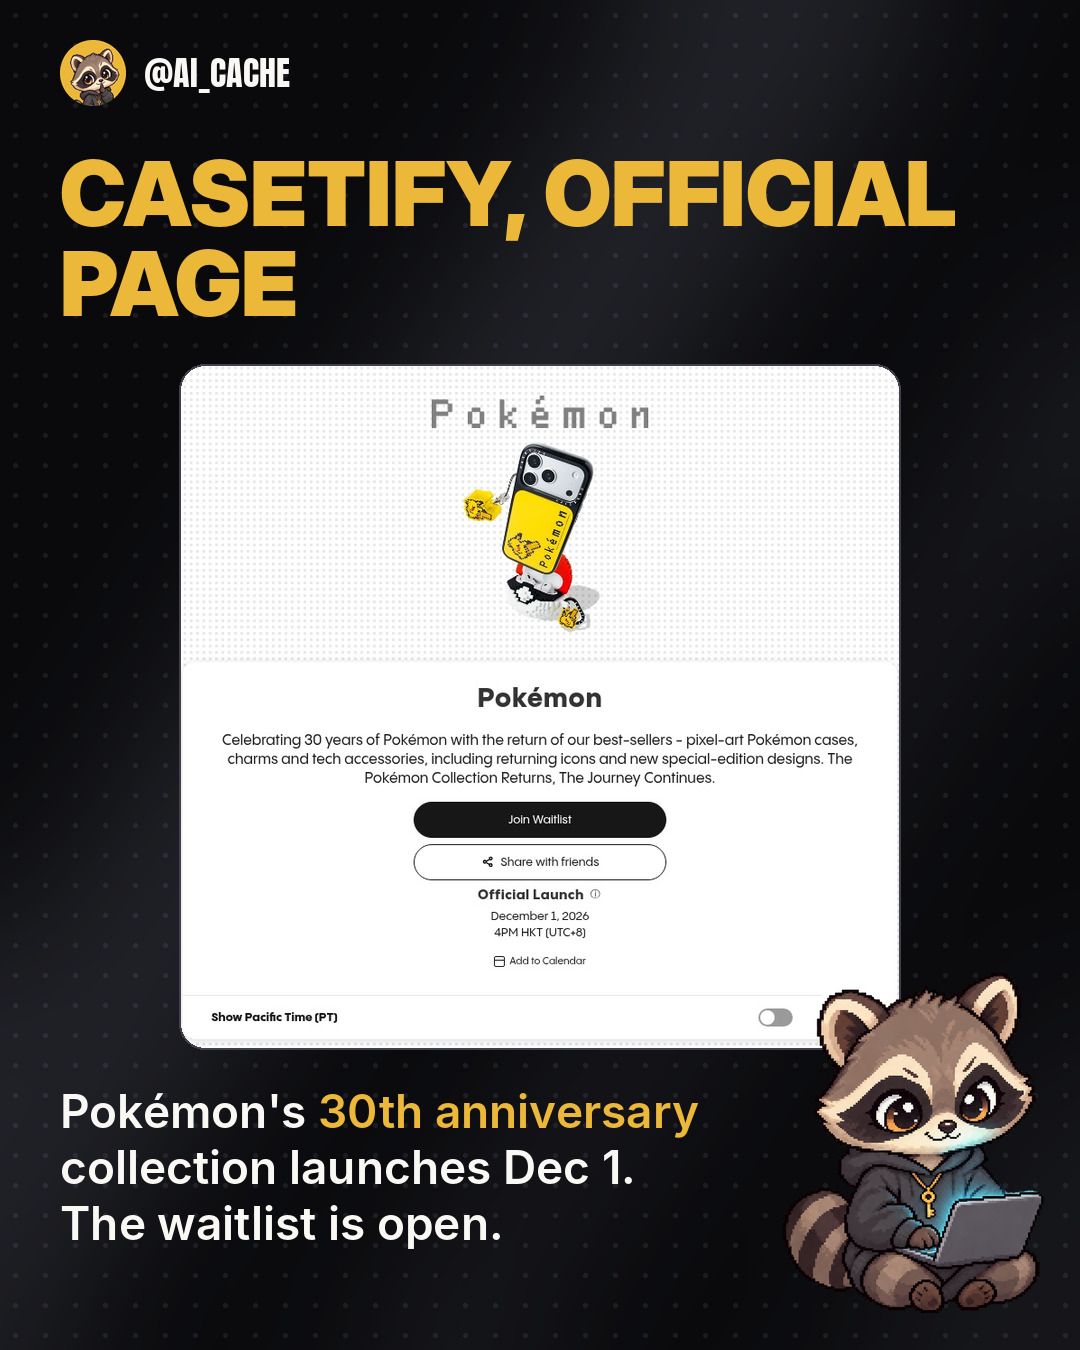 @AI_CACHE
CASETIFY, OFFICIAL
PAGE
Pokémon
Pokémon
Pokémon
Celebrating 30 years of Pokémon with the return of our best-sellers - pixel-art Pokémon cases,
charms and tech accessories, including returning icons and new special-edition designs. The
Pokémon Collection Returns, The Journey Continues.
Join Waitlist
Share with friends
Official Launch
December 1, 2026
4PM HKT (UTC+8)
Add to Calendar
Show Pacific Time (PT)
Pokémon's 30th anniversary
collection launches Dec 1.
The waitlist is open.